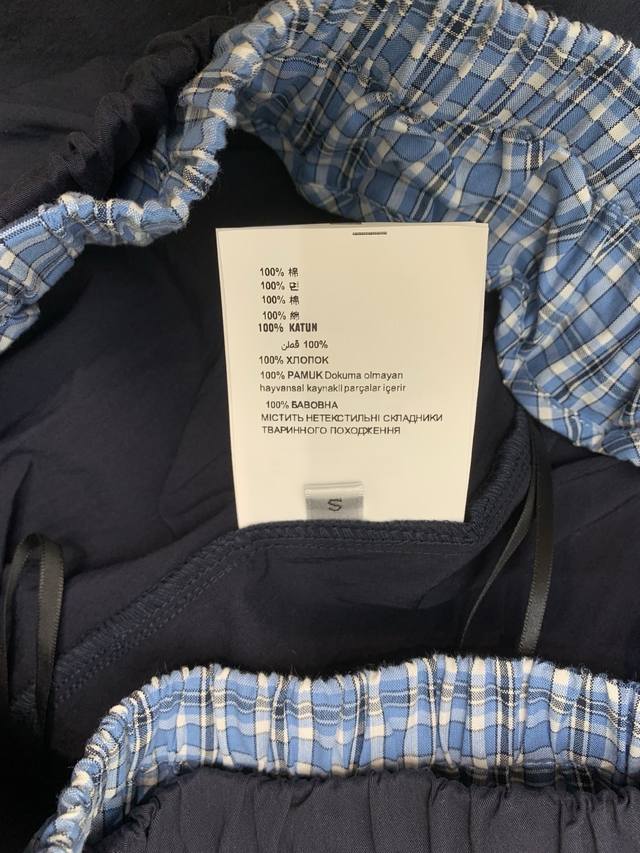 100% 棉
100% 면
100% 棉
100% 綿
100% KATUN
100% قطن
100% ХЛОПОК
100% PAMUK Dokuma olmayan
hayvansal kaynakli parçalar içerir
100% БАВОВНА
МІСТИТЬ НЕТЕКСТИЛЬНІ СКЛАДНИКИ
ТВАРИННОГО ПОХОДЖЕННЯ
S